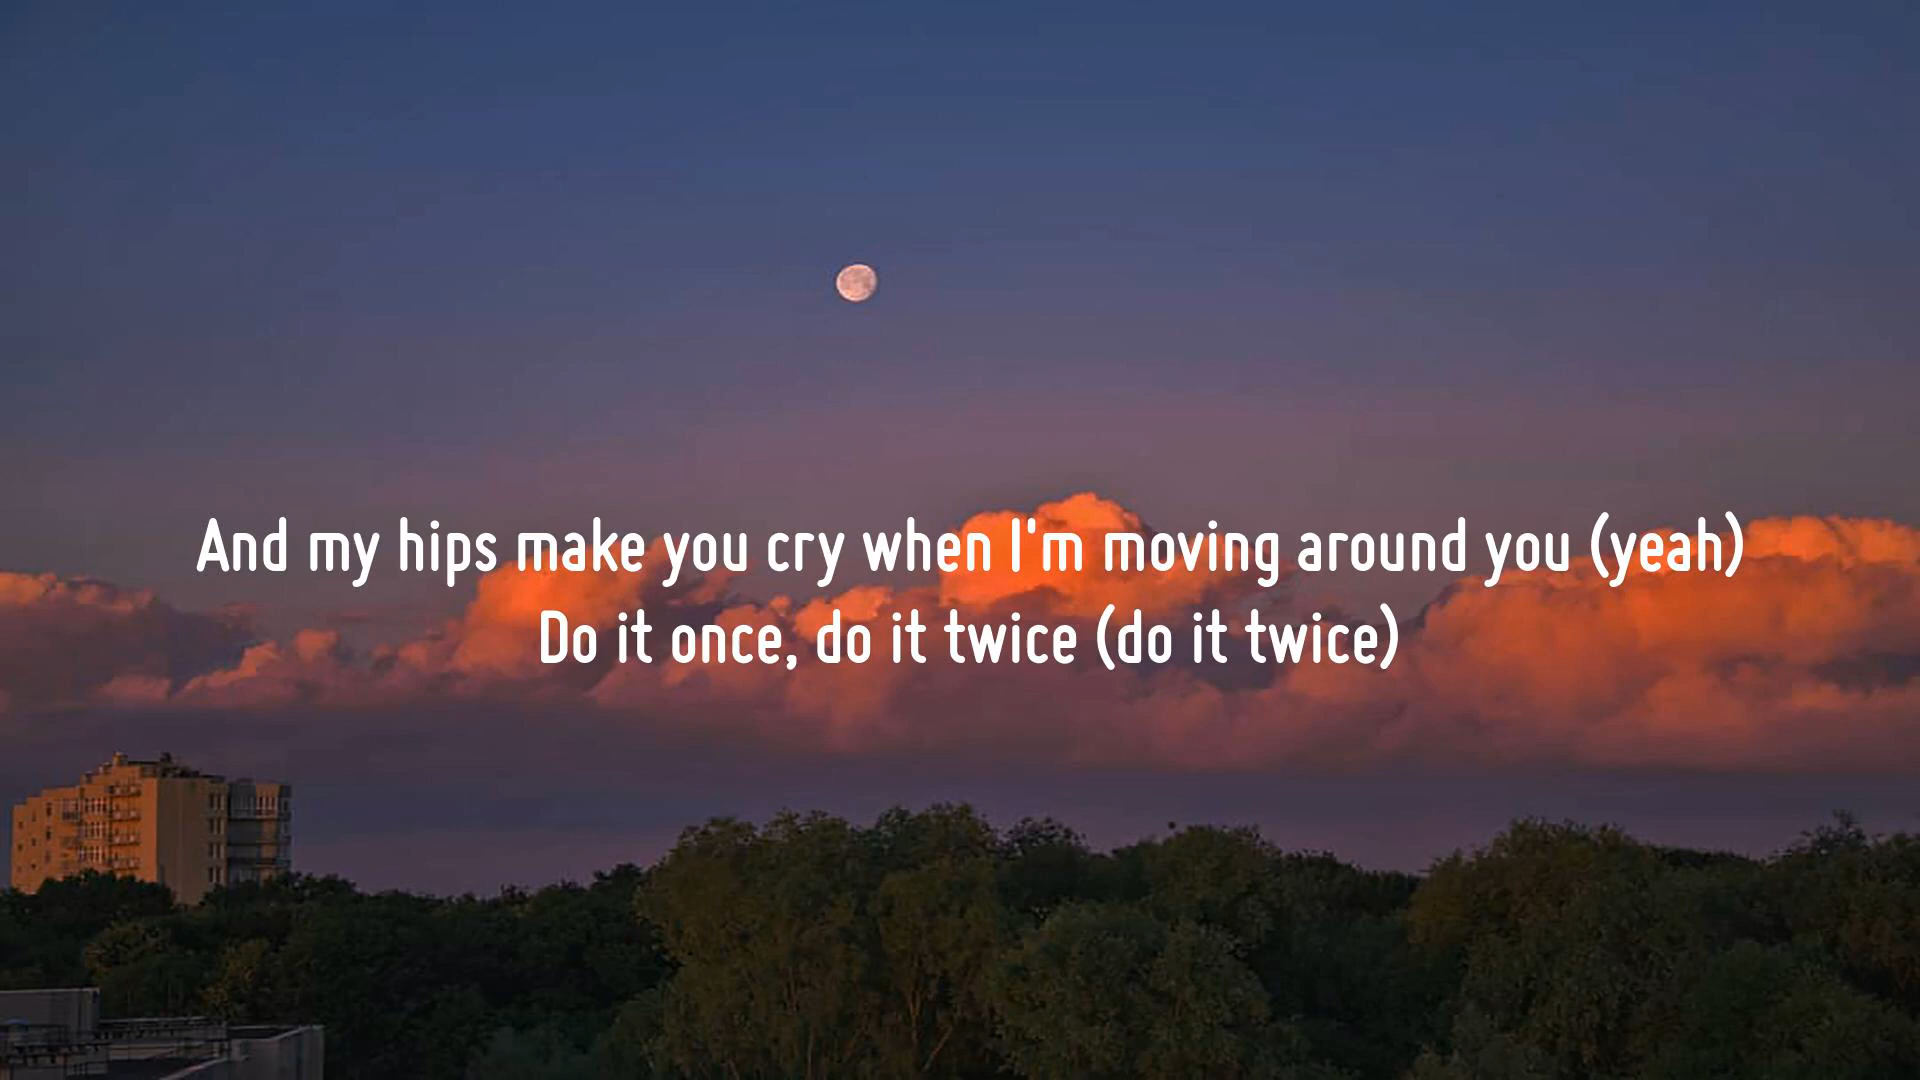 And my hips make you cry when I'm moving around you (yeah)
Do it once, do it twice (do it twice)